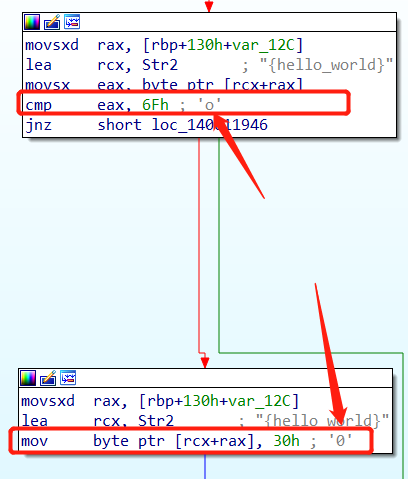 movsxd  rax, [rbp+130h+var_12C]
lea     rcx, Str2       ; "{hello_world}"
movsx   eax, byte ptr [rcx+rax]
cmp     eax, 6Fh ; 'o'
jnz     short loc_140011946
movsxd  rax, [rbp+130h+var_12C]
lea     rcx, Str2       ; "{hello_world}"
mov     byte ptr [rcx+rax], 30h ; '0'